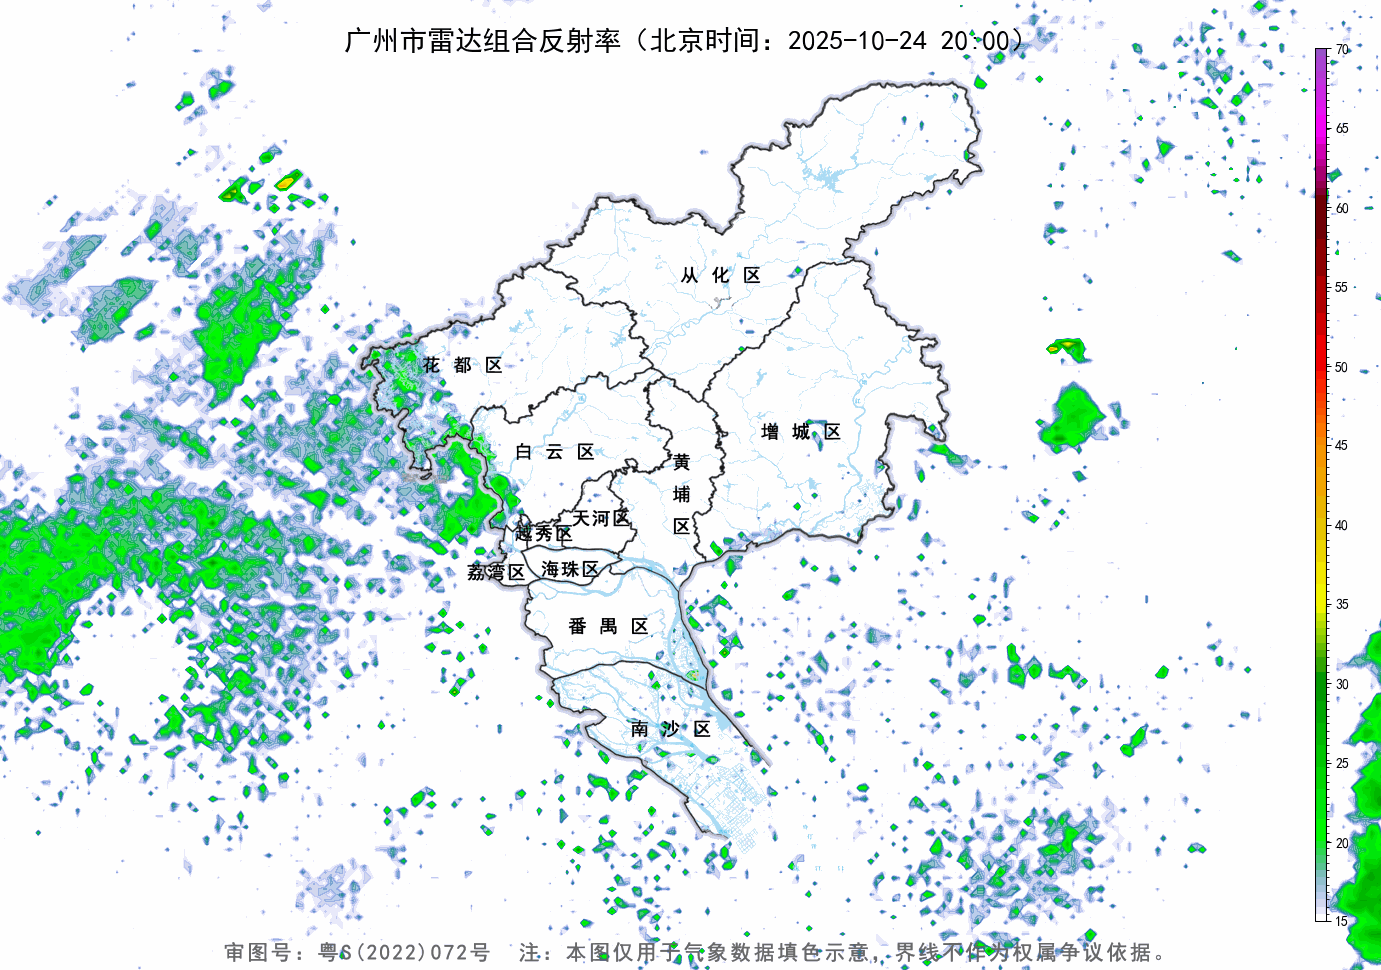 广州市雷达组合反射率（北京时间：2025-10-24 20:00）
70
65
60
55
50
45
40
35
30
25
20
15
从化区
花都区
增城区
白云区
黄埔区
天河区
越秀区
荔湾区
海珠区
番禺区
南沙区
审图号：粤S(2022)072号 注：本图仅用于气象数据填色示意，界线不作为权属争议依据。